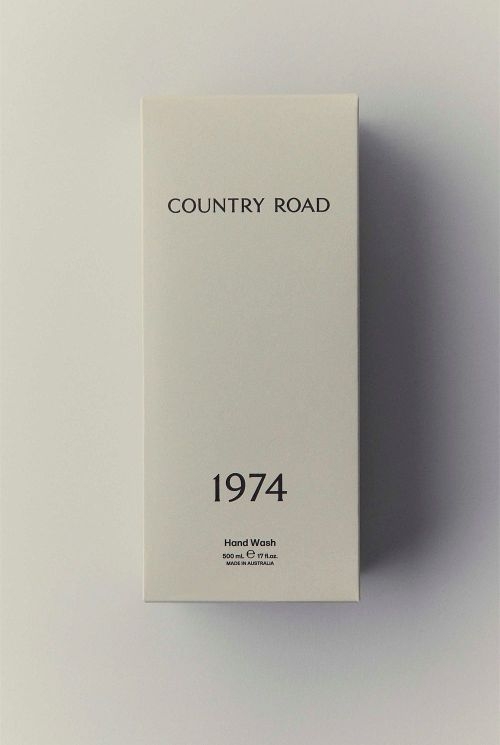 COUNTRY ROAD
1974
Hand Wash
500 mL ℮ 17 fl.oz.
MADE IN AUSTRALIA